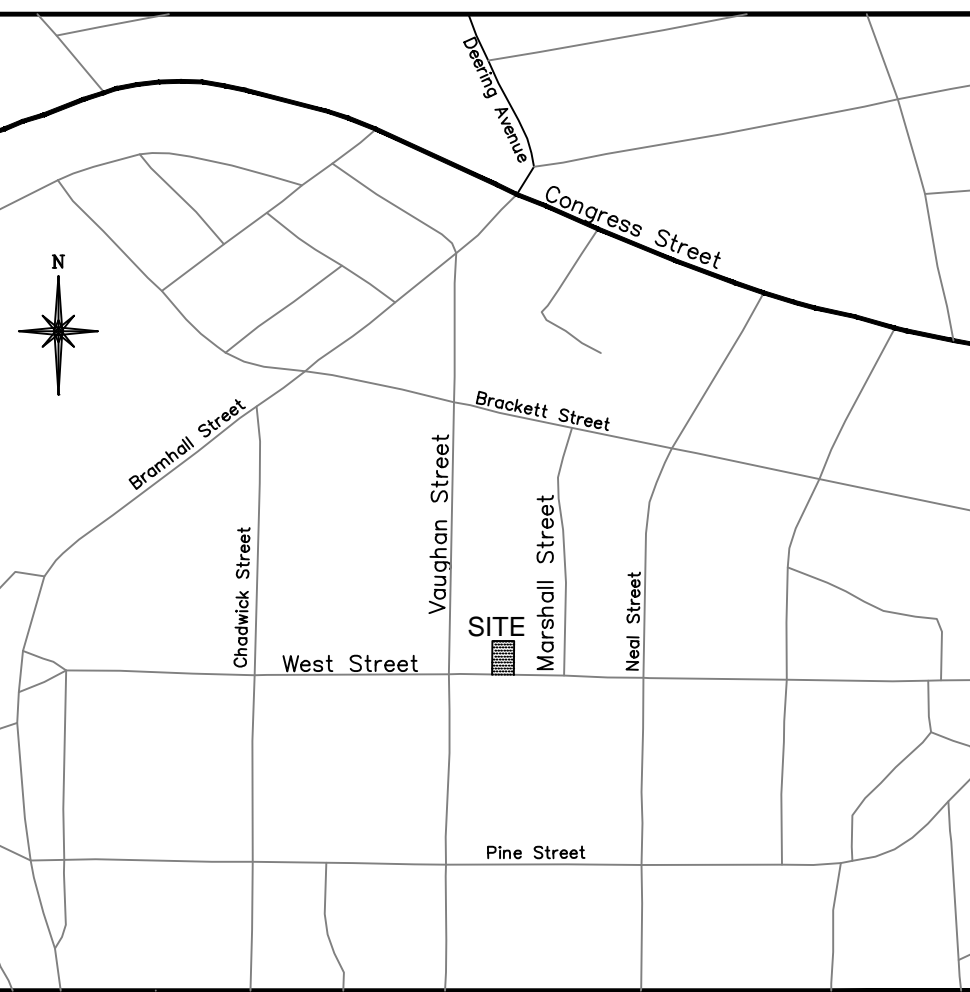 Deering Avenue
Congress Street
N
Brackett Street
Bramhall Street
Vaughan Street
Marshall Street
Chadwick Street
Neal Street
SITE
West Street
Pine Street